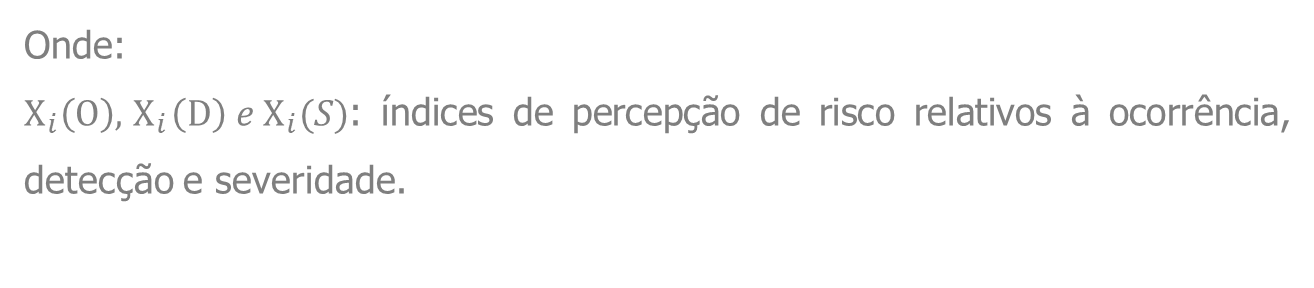 Onde:
Xᵢ(O), Xᵢ(D) e Xᵢ(S): índices de percepção de risco relativos à ocorrência,
detecção e severidade.